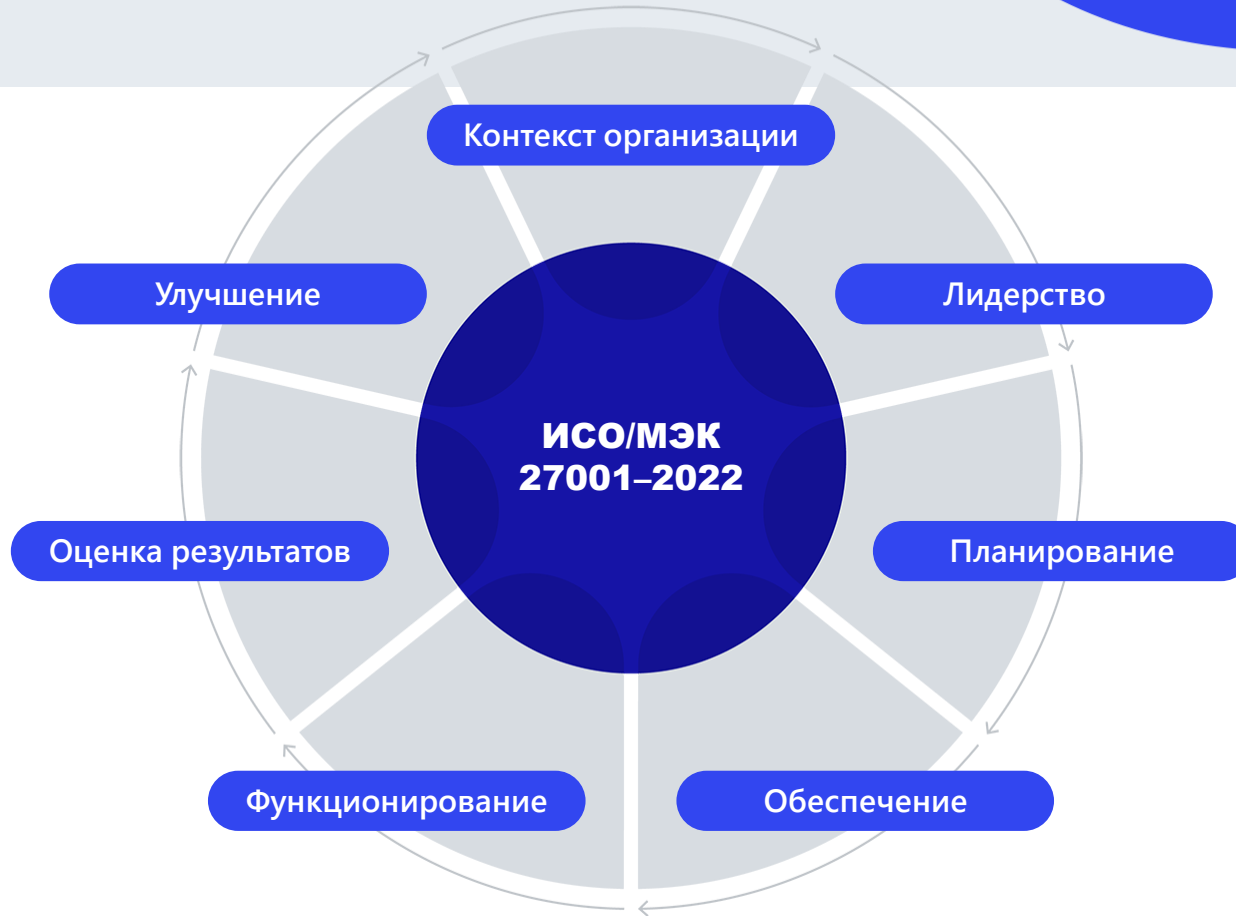 Контекст организации
Улучшение
Лидерство
ИСО/МЭК
27001–2022
Оценка результатов
Планирование
Функционирование
Обеспечение